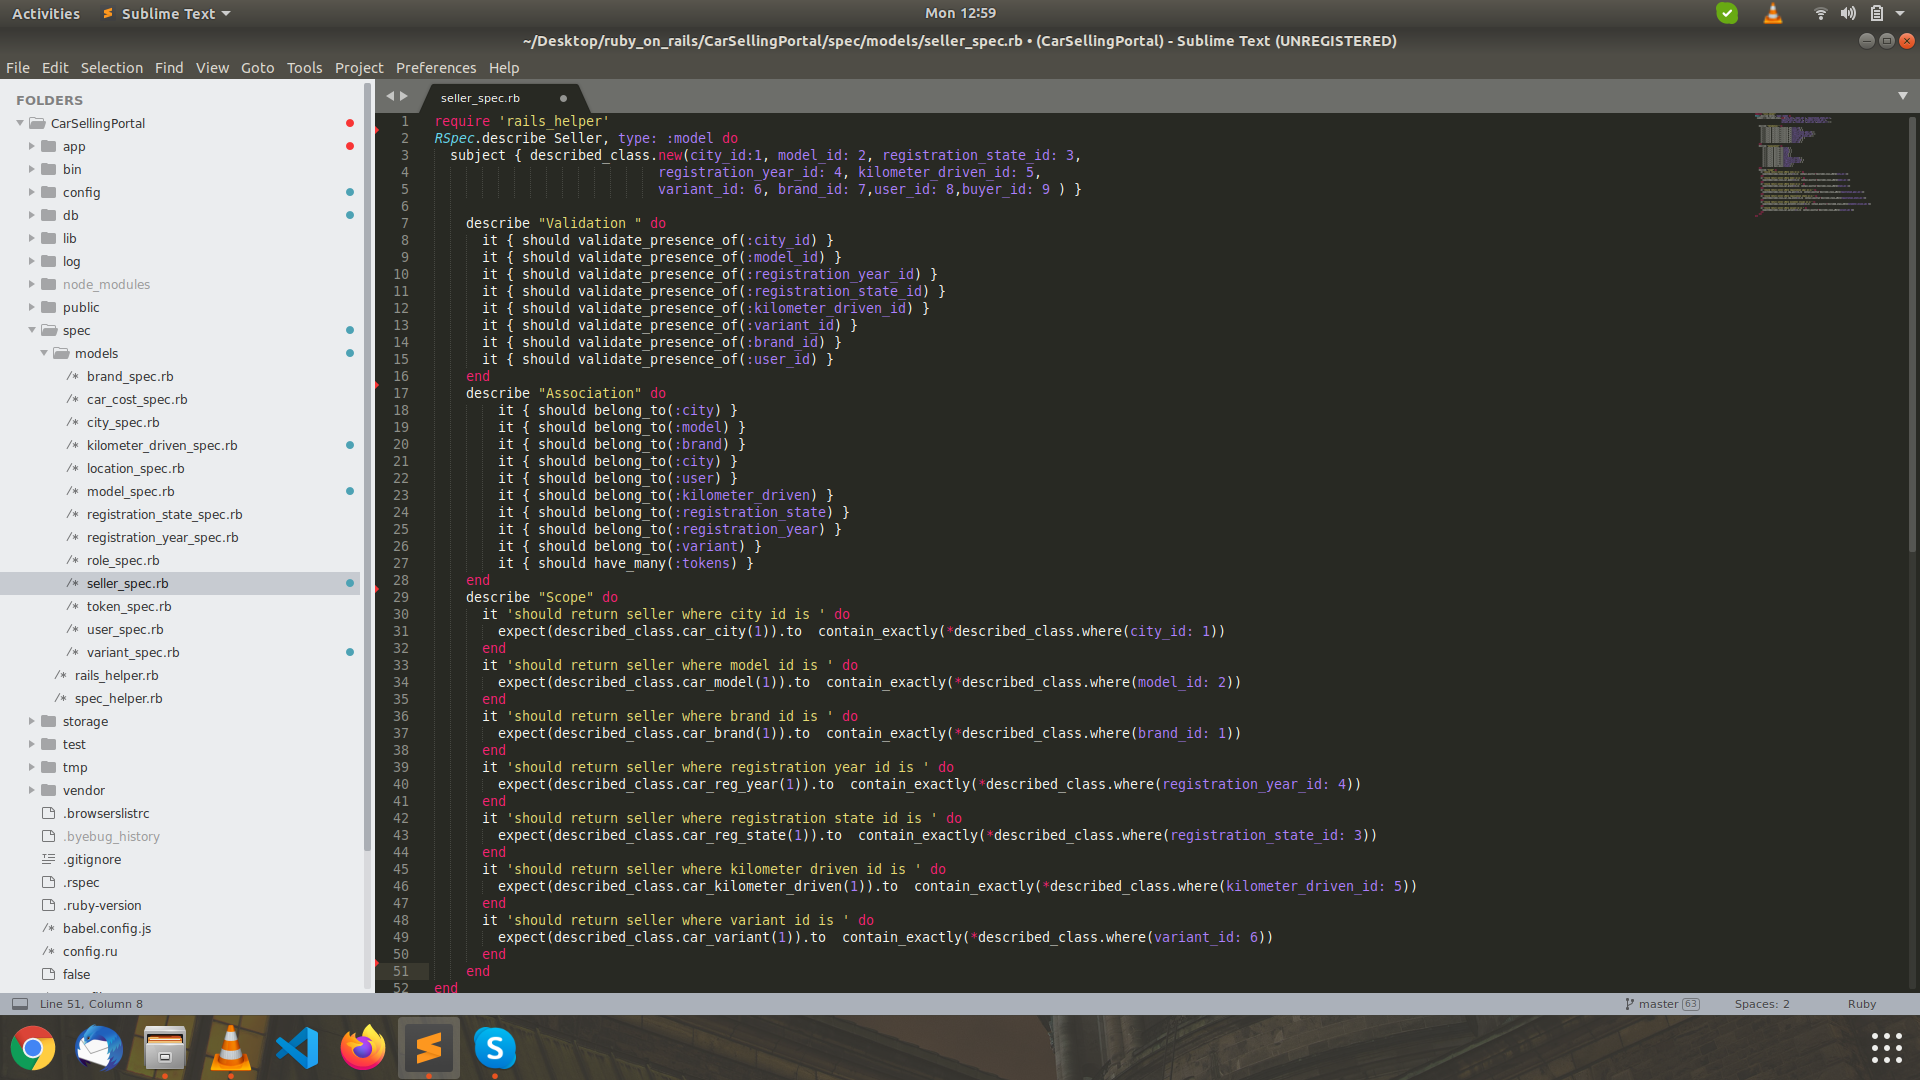 Activities
Sublime Text
Mon 12:59
~/Desktop/ruby_on_rails/CarSellingPortal/spec/models/seller_spec.rb • (CarSellingPortal) - Sublime Text (UNREGISTERED)
File Edit Selection Find View Goto Tools Project Preferences Help
FOLDERS
CarSellingPortal
app
bin
config
db
lib
log
node_modules
public
spec
models
/* brand_spec.rb
/* car_cost_spec.rb
/* city_spec.rb
/* kilometer_driven_spec.rb
/* location_spec.rb
/* model_spec.rb
/* registration_state_spec.rb
/* registration_year_spec.rb
/* role_spec.rb
/* seller_spec.rb
/* token_spec.rb
/* user_spec.rb
/* variant_spec.rb
/* rails_helper.rb
/* spec_helper.rb
storage
test
tmp
vendor
.browserslistrc
.byebug_history
.gitignore
.rspec
.ruby-version
/* babel.config.js
/* config.ru
false
seller_spec.rb
1 require 'rails_helper'
2 RSpec.describe Seller, type: :model do
3 subject { described_class.new(city_id:1, model_id: 2, registration_state_id: 3,
4 registration_year_id: 4, kilometer_driven_id: 5,
5 variant_id: 6, brand_id: 7,user_id: 8,buyer_id: 9 ) }
6
7 describe "Validation " do
8 it { should validate_presence_of(:city_id) }
9 it { should validate_presence_of(:model_id) }
10 it { should validate_presence_of(:registration_year_id) }
11 it { should validate_presence_of(:registration_state_id) }
12 it { should validate_presence_of(:kilometer_driven_id) }
13 it { should validate_presence_of(:variant_id) }
14 it { should validate_presence_of(:brand_id) }
15 it { should validate_presence_of(:user_id) }
16 end
17 describe "Association" do
18 it { should belong_to(:city) }
19 it { should belong_to(:model) }
20 it { should belong_to(:brand) }
21 it { should belong_to(:city) }
22 it { should belong_to(:user) }
23 it { should belong_to(:kilometer_driven) }
24 it { should belong_to(:registration_state) }
25 it { should belong_to(:registration_year) }
26 it { should belong_to(:variant) }
27 it { should have_many(:tokens) }
28 end
29 describe "Scope" do
30 it 'should return seller where city id is ' do
31 expect(described_class.car_city(1)).to  contain_exactly(*described_class.where(city_id: 1))
32 end
33 it 'should return seller where model id is ' do
34 expect(described_class.car_model(1)).to  contain_exactly(*described_class.where(model_id: 2))
35 end
36 it 'should return seller where brand id is ' do
37 expect(described_class.car_brand(1)).to  contain_exactly(*described_class.where(brand_id: 1))
38 end
39 it 'should return seller where registration year id is ' do
40 expect(described_class.car_reg_year(1)).to  contain_exactly(*described_class.where(registration_year_id: 4))
41 end
42 it 'should return seller where registration state id is ' do
43 expect(described_class.car_reg_state(1)).to  contain_exactly(*described_class.where(registration_state_id: 3))
44 end
45 it 'should return seller where kilometer driven id is ' do
46 expect(described_class.car_kilometer_driven(1)).to  contain_exactly(*described_class.where(kilometer_driven_id: 5))
47 end
48 it 'should return seller where variant id is ' do
49 expect(described_class.car_variant(1)).to  contain_exactly(*described_class.where(variant_id: 6))
50 end
51 end
52 end
Line 51, Column 8
master 63
Spaces: 2
Ruby